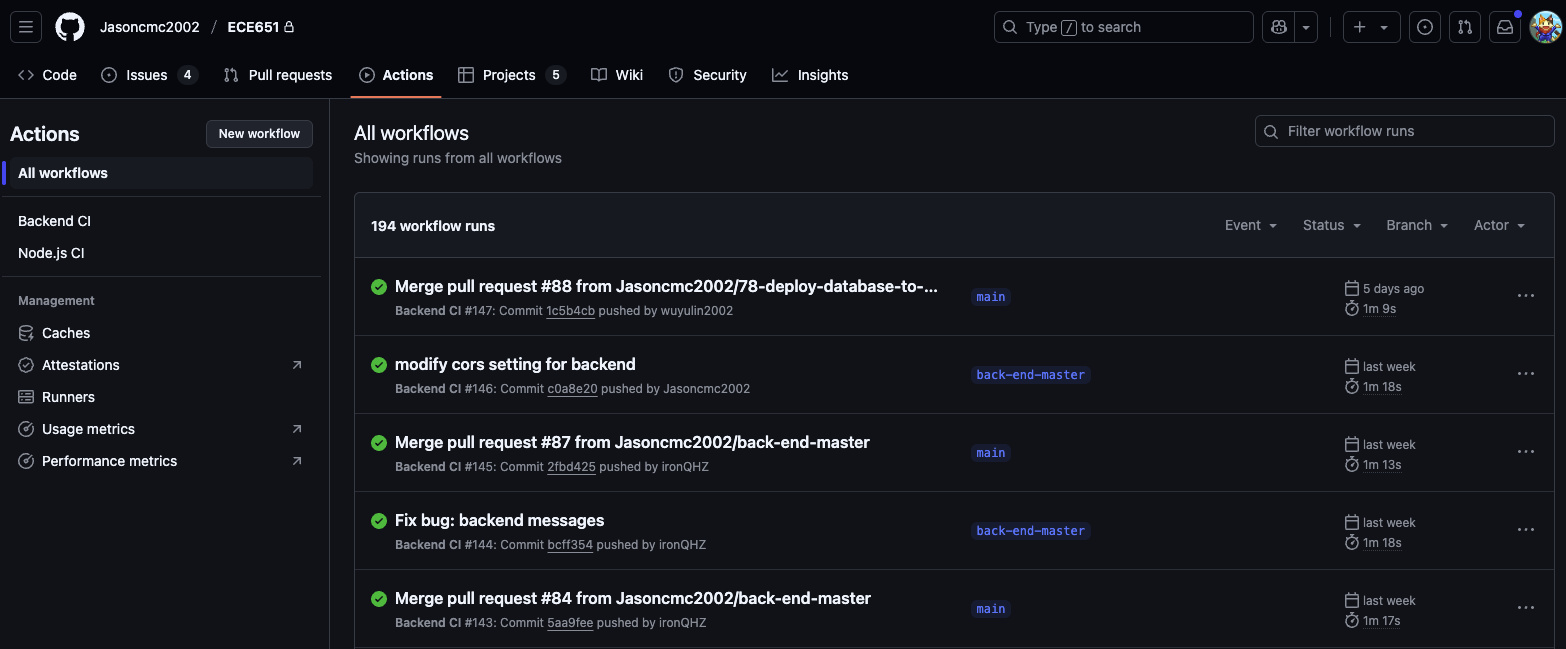 Jasoncmc2002 / ECE651
Type / to search
Code
Issues 4
Pull requests
Actions
Projects 5
Wiki
Security
Insights
Actions
New workflow
All workflows
Backend CI
Node.js CI
Management
Caches
Attestations
Runners
Usage metrics
Performance metrics
All workflows
Showing runs from all workflows
Filter workflow runs
194 workflow runs
Event
Status
Branch
Actor
Merge pull request #88 from Jasoncmc2002/78-deploy-database-to-...
Backend CI #147: Commit 1c5b4cb pushed by wuyulin2002
main
5 days ago
1m 9s
modify cors setting for backend
Backend CI #146: Commit c0a8e20 pushed by Jasoncmc2002
back-end-master
last week
1m 18s
Merge pull request #87 from Jasoncmc2002/back-end-master
Backend CI #145: Commit 2fbd425 pushed by ironQHZ
main
last week
1m 13s
Fix bug: backend messages
Backend CI #144: Commit bcff354 pushed by ironQHZ
back-end-master
last week
1m 18s
Merge pull request #84 from Jasoncmc2002/back-end-master
Backend CI #143: Commit 5aa9fee pushed by ironQHZ
main
last week
1m 17s